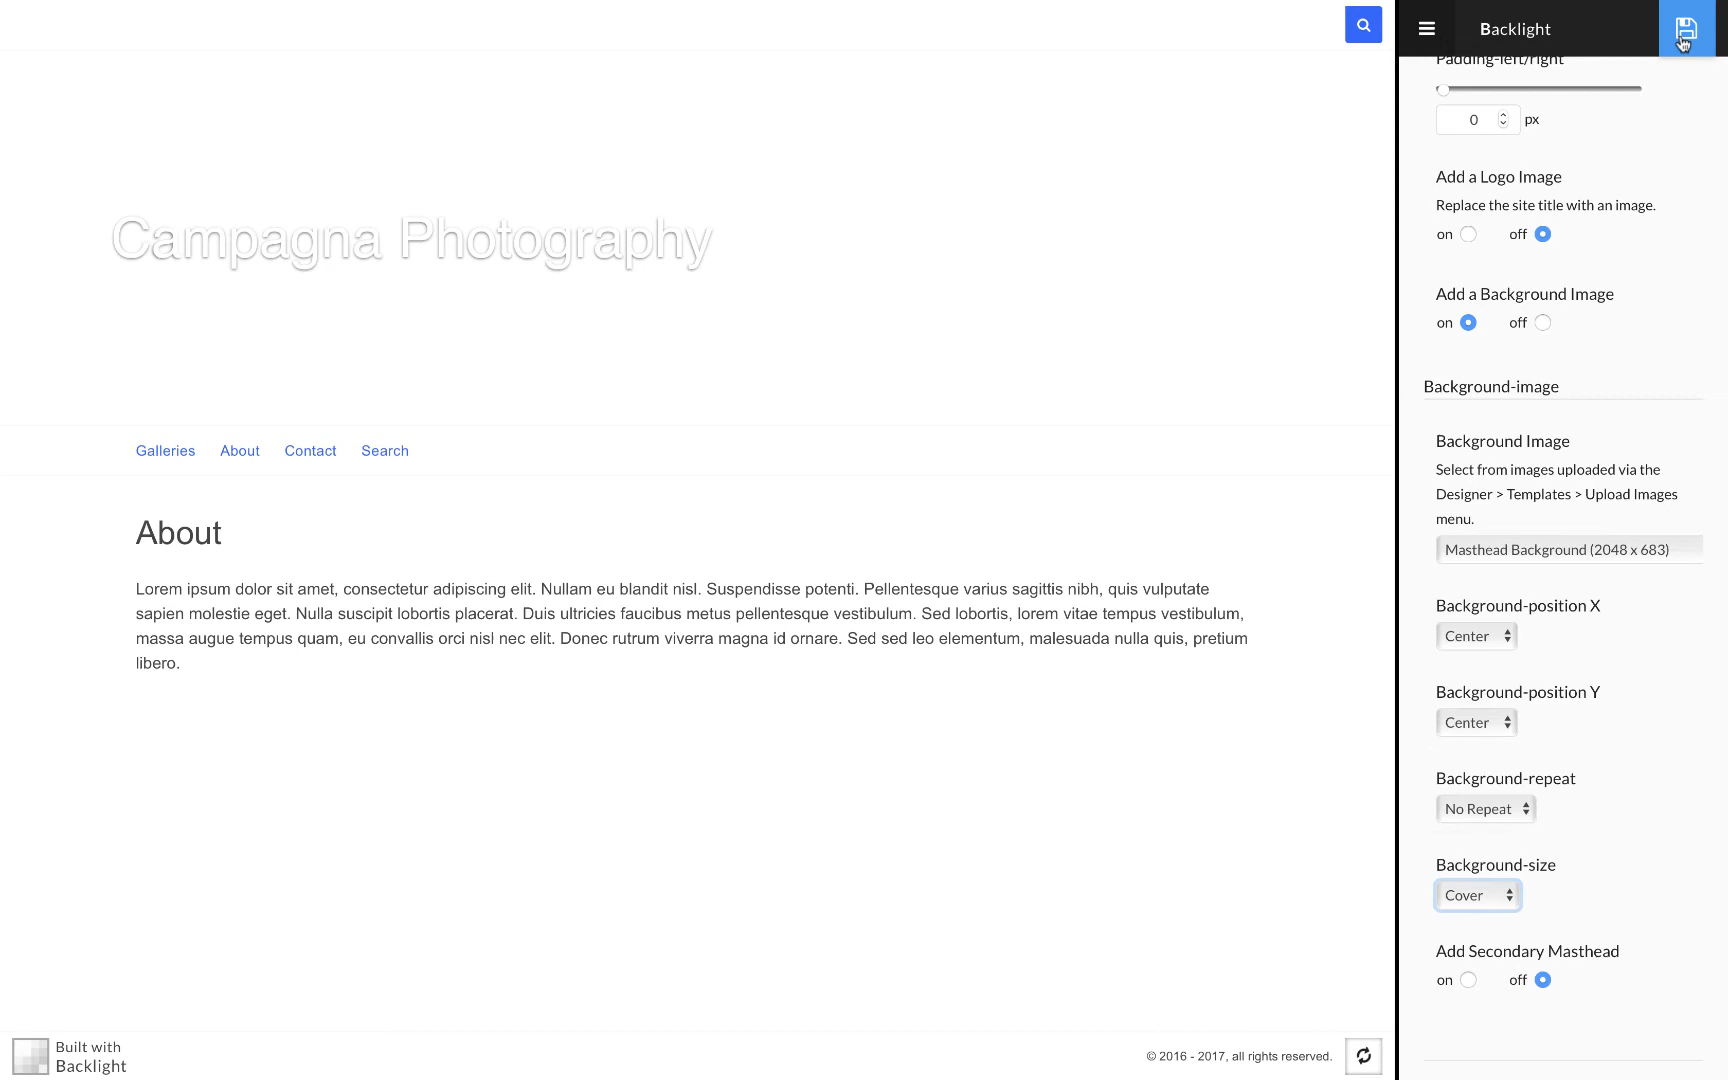 Backlight
Padding-left/right
0 px
Add a Logo Image
Replace the site title with an image.
on off
Add a Background Image
on off
Background-image
Background Image
Select from images uploaded via the
Designer > Templates > Upload Images
menu.
Masthead Background (2048 x 683)
Background-position X
Center
Background-position Y
Center
Background-repeat
No Repeat
Background-size
Cover
Add Secondary Masthead
on off
Campagna Photography
Galleries About Contact Search
About
Lorem ipsum dolor sit amet, consectetur adipiscing elit. Nullam eu blandit nisl. Suspendisse potenti. Pellentesque varius sagittis nibh, quis vulputate
sapien molestie eget. Nulla suscipit lobortis placerat. Duis ultricies faucibus metus pellentesque vestibulum. Sed lobortis, lorem vitae tempus vestibulum,
massa augue tempus quam, eu convallis orci nisl nec elit. Donec rutrum viverra magna id ornare. Sed sed leo elementum, malesuada nulla quis, pretium
libero.
Built with
Backlight
© 2016 - 2017, all rights reserved.